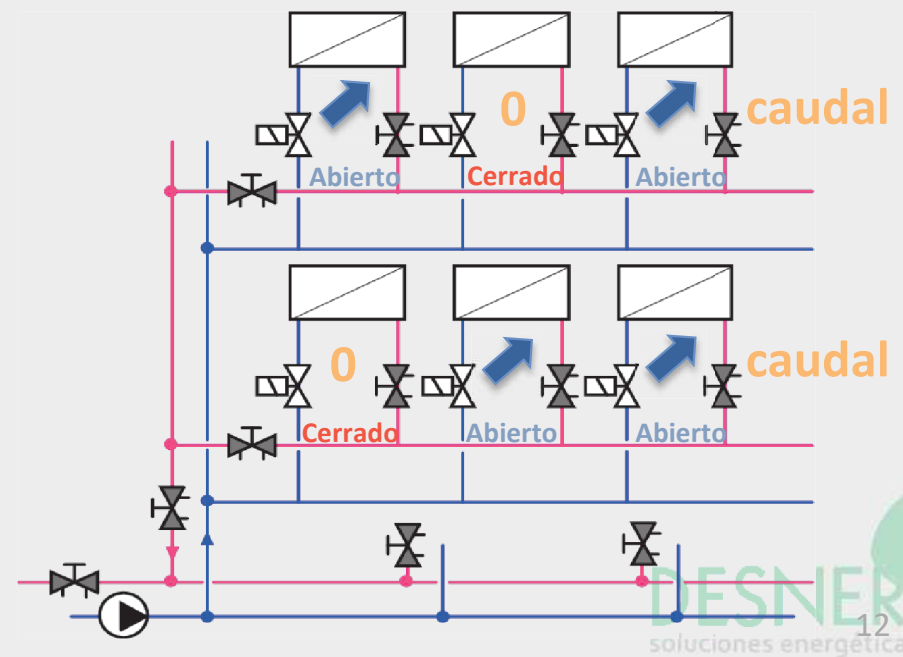 0
caudal
Abierto Cerrado Abierto
0
caudal
Cerrado Abierto Abierto
DESNER
12
soluciones energética